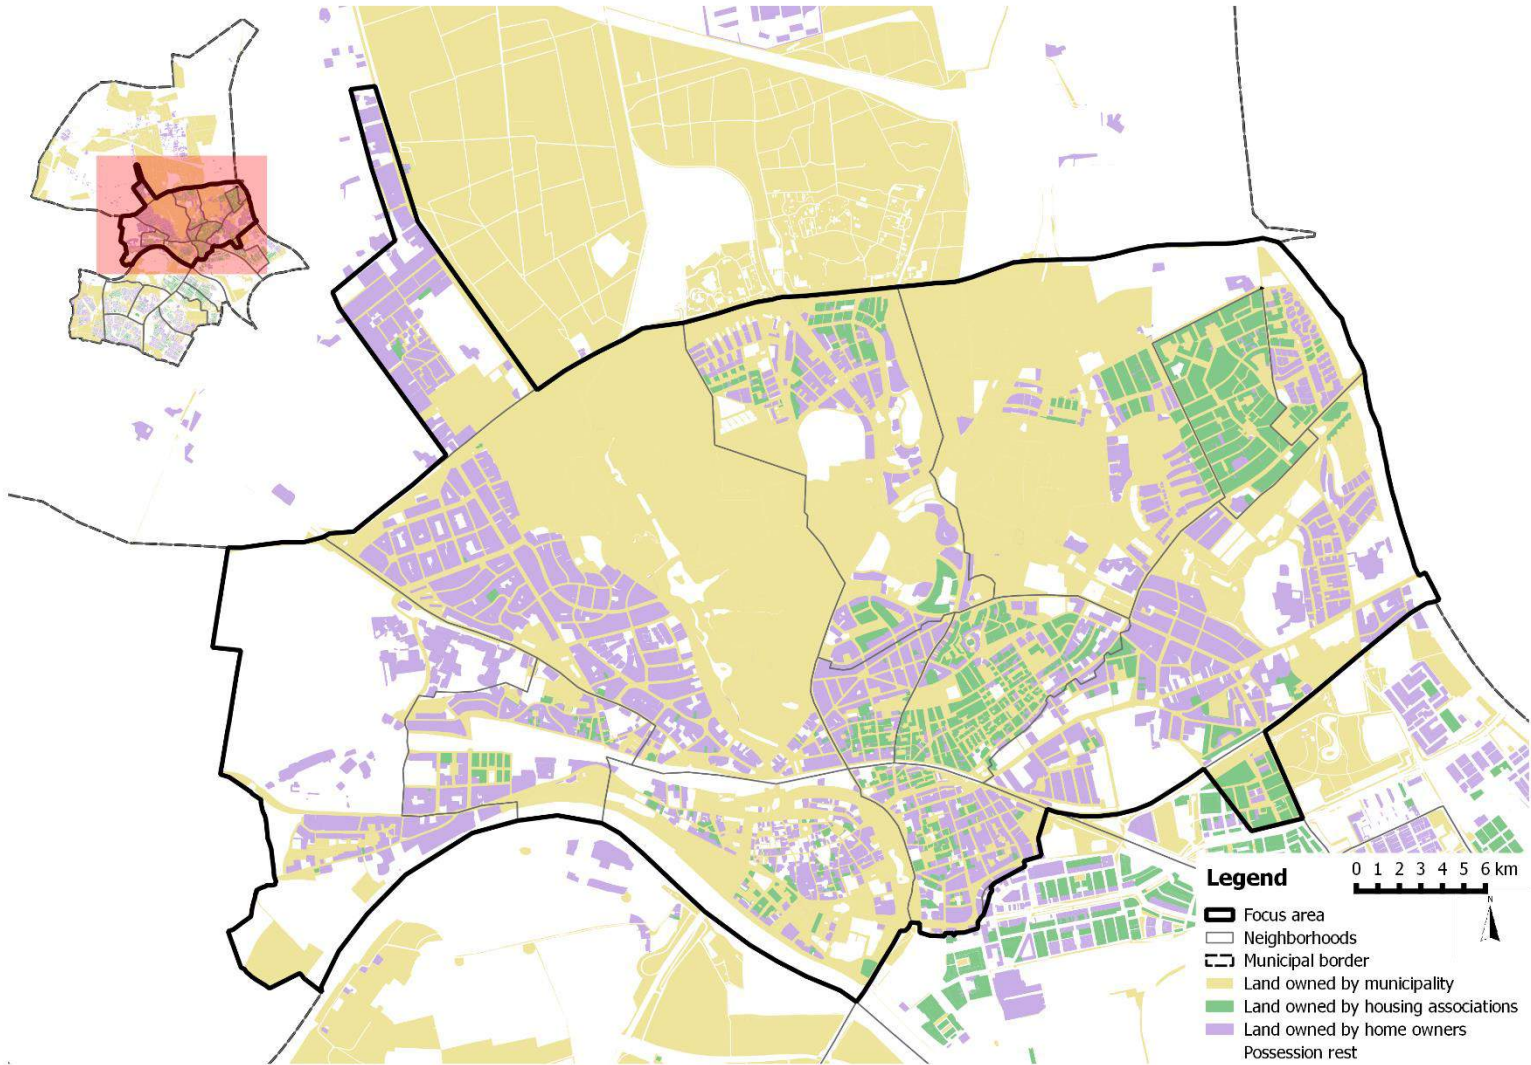 Legend
0 1 2 3 4 5 6 km
N
Focus area
Neighborhoods
Municipal border
Land owned by municipality
Land owned by housing associations
Land owned by home owners
Possession rest